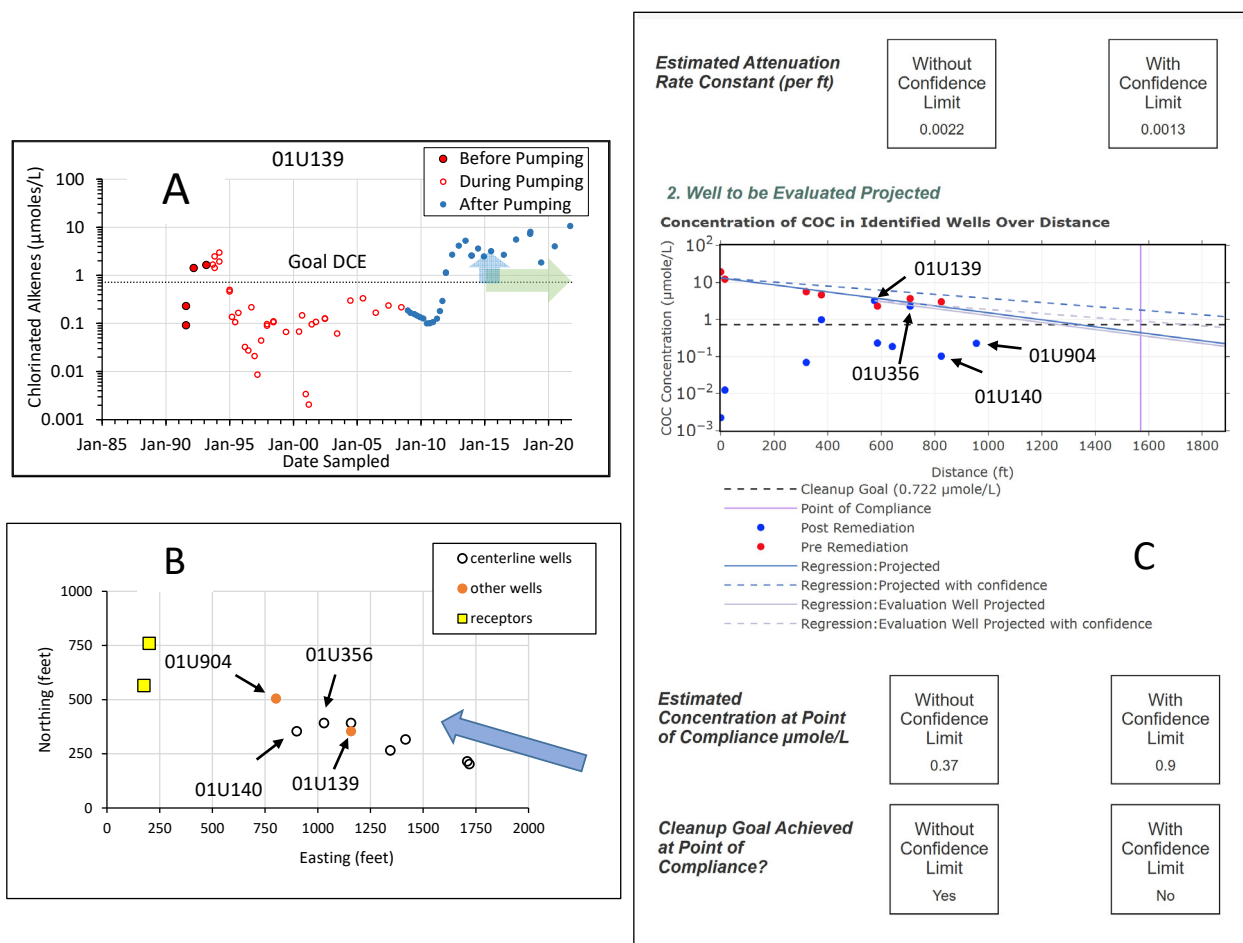 01U139
A
Before Pumping
During Pumping
After Pumping
Goal DCE
Chlorinated Alkenes (µmoles/L)
100
10
1
0.1
0.01
0.001
Jan-85 Jan-90 Jan-95 Jan-00 Jan-05 Jan-10 Jan-15 Jan-20
Date Sampled
B
centerline wells
other wells
receptors
Northing (feet)
1000
750
500
250
0
01U904
01U356
01U140
01U139
0 250 500 750 1000 1250 1500 1750 2000
Easting (feet)
Estimated Attenuation
Rate Constant (per ft)
Without
Confidence
Limit
0.0022
With
Confidence
Limit
0.0013
2. Well to be Evaluated Projected
Concentration of COC in Identified Wells Over Distance
COC Concentration (µmole/L)
10²
10
1
10⁻¹
10⁻²
10⁻³
01U139
01U356
01U904
01U140
0 200 400 600 800 1000 1200 1400 1600 1800
Distance (ft)
Cleanup Goal (0.722 µmole/L)
Point of Compliance
Post Remediation
Pre Remediation
Regression:Projected
Regression:Projected with confidence
Regression:Evaluation Well Projected
Regression:Evaluation Well Projected with confidence
C
Estimated
Concentration at Point
of Compliance µmole/L
Without
Confidence
Limit
0.37
With
Confidence
Limit
0.9
Cleanup Goal Achieved
at Point of
Compliance?
Without
Confidence
Limit
Yes
With
Confidence
Limit
No